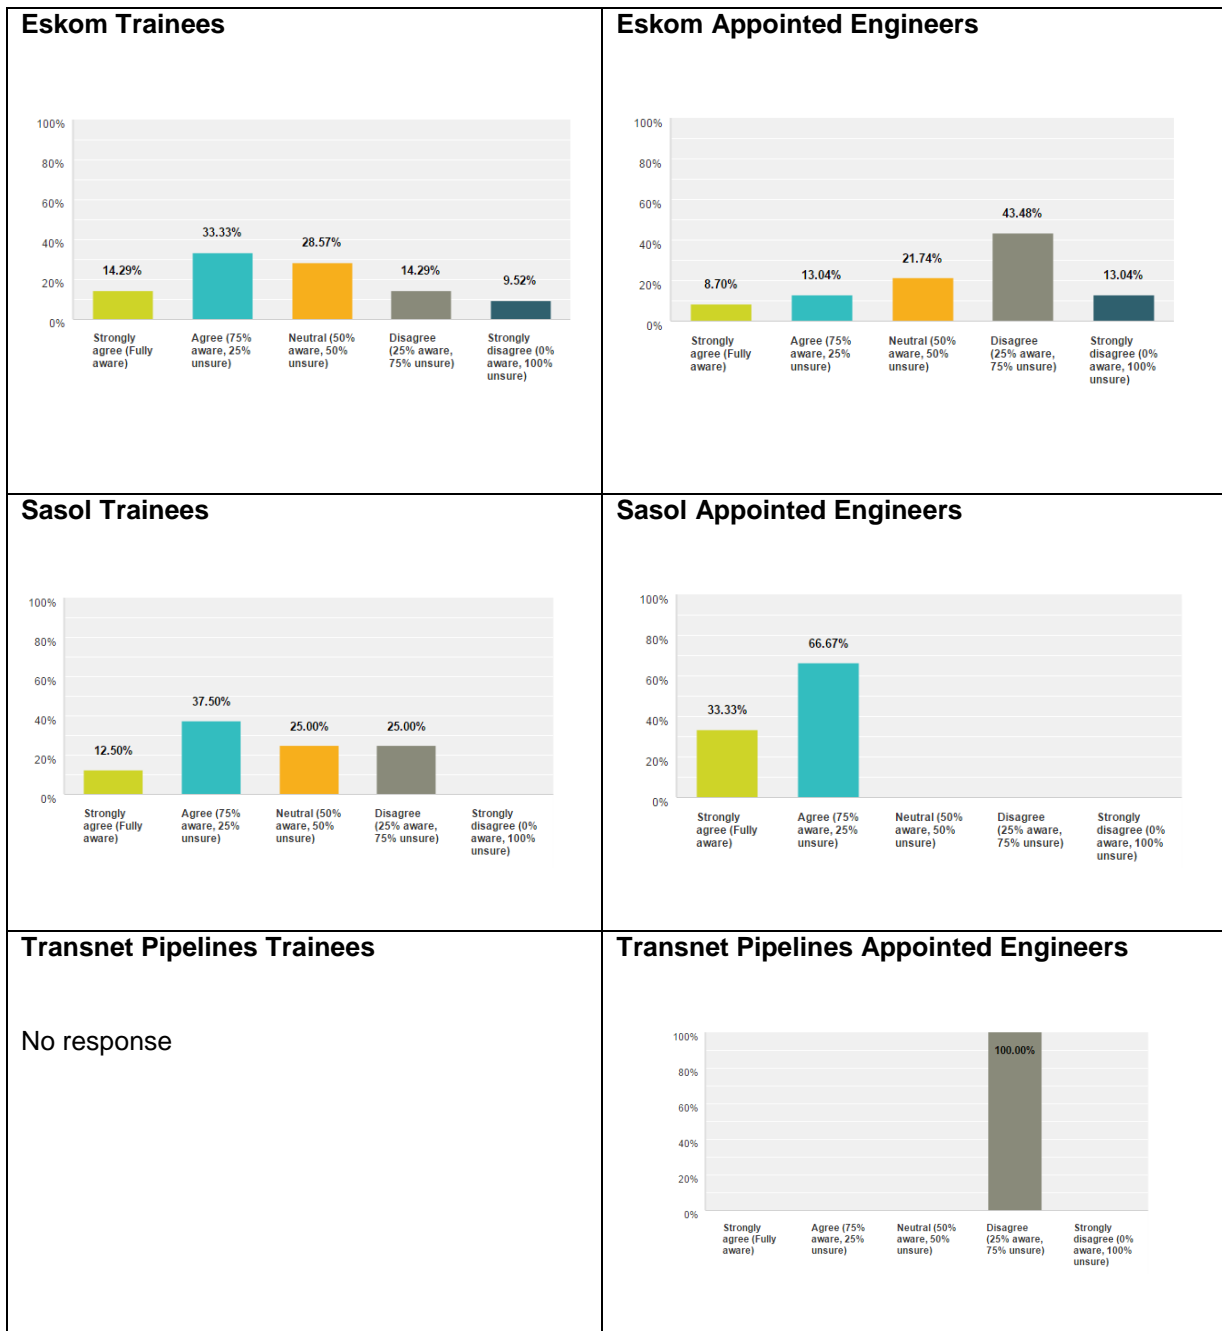 Eskom Trainees
100%
80%
60%
40%
20%
0%
14.29%
33.33%
28.57%
14.29%
9.52%
Strongly
agree (Fully
aware)
Agree (75%
aware, 25%
unsure)
Neutral (50%
aware, 50%
unsure)
Disagree
(25% aware,
75% unsure)
Strongly
disagree (0%
aware, 100%
unsure)
Eskom Appointed Engineers
100%
80%
60%
40%
20%
0%
8.70%
13.04%
21.74%
43.48%
13.04%
Strongly
agree (Fully
aware)
Agree (75%
aware, 25%
unsure)
Neutral (50%
aware, 50%
unsure)
Disagree
(25% aware,
75% unsure)
Strongly
disagree (0%
aware, 100%
unsure)
Sasol Trainees
100%
80%
60%
40%
20%
0%
12.50%
37.50%
25.00%
25.00%
Strongly
agree (Fully
aware)
Agree (75%
aware, 25%
unsure)
Neutral (50%
aware, 50%
unsure)
Disagree
(25% aware,
75% unsure)
Strongly
disagree (0%
aware, 100%
unsure)
Sasol Appointed Engineers
100%
80%
60%
40%
20%
0%
33.33%
66.67%
Strongly
agree (Fully
aware)
Agree (75%
aware, 25%
unsure)
Neutral (50%
aware, 50%
unsure)
Disagree
(25% aware,
75% unsure)
Strongly
disagree (0%
aware, 100%
unsure)
Transnet Pipelines Trainees
No response
Transnet Pipelines Appointed Engineers
100%
80%
60%
40%
20%
0%
100.00%
Strongly
agree (Fully
aware)
Agree (75%
aware, 25%
unsure)
Neutral (50%
aware, 50%
unsure)
Disagree
(25% aware,
75% unsure)
Strongly
disagree (0%
aware, 100%
unsure)